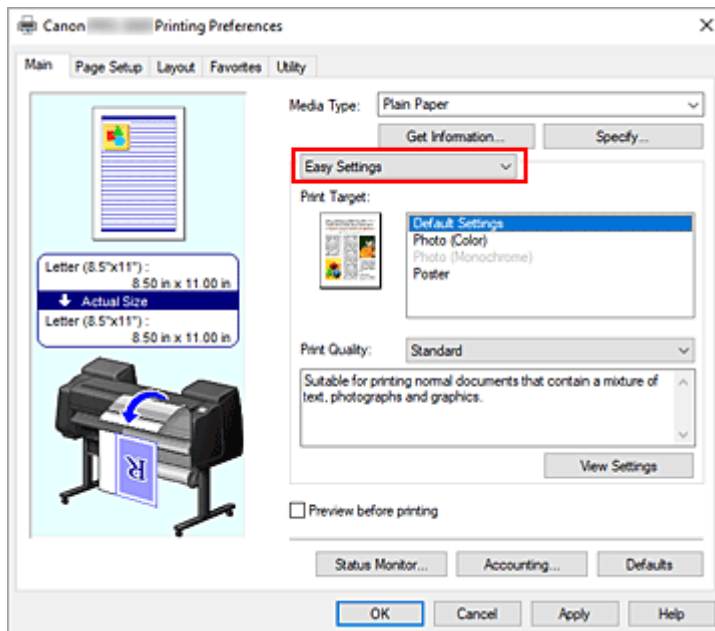 Canon Printing Preferences
Main
Page Setup
Layout
Favorites
Utility
Media Type: Plain Paper
Get Information...
Specify...
Easy Settings
Print Target:
Default Settings
Photo (Color)
Photo (Monochrome)
Poster
Letter (8.5"x11") :
8.50 in x 11.00 in
Actual Size
Letter (8.5"x11") :
8.50 in x 11.00 in
R
Print Quality: Standard
Suitable for printing normal documents that contain a mixture of
text, photographs and graphics.
View Settings
Preview before printing
Status Monitor...
Accounting...
Defaults
OK
Cancel
Apply
Help